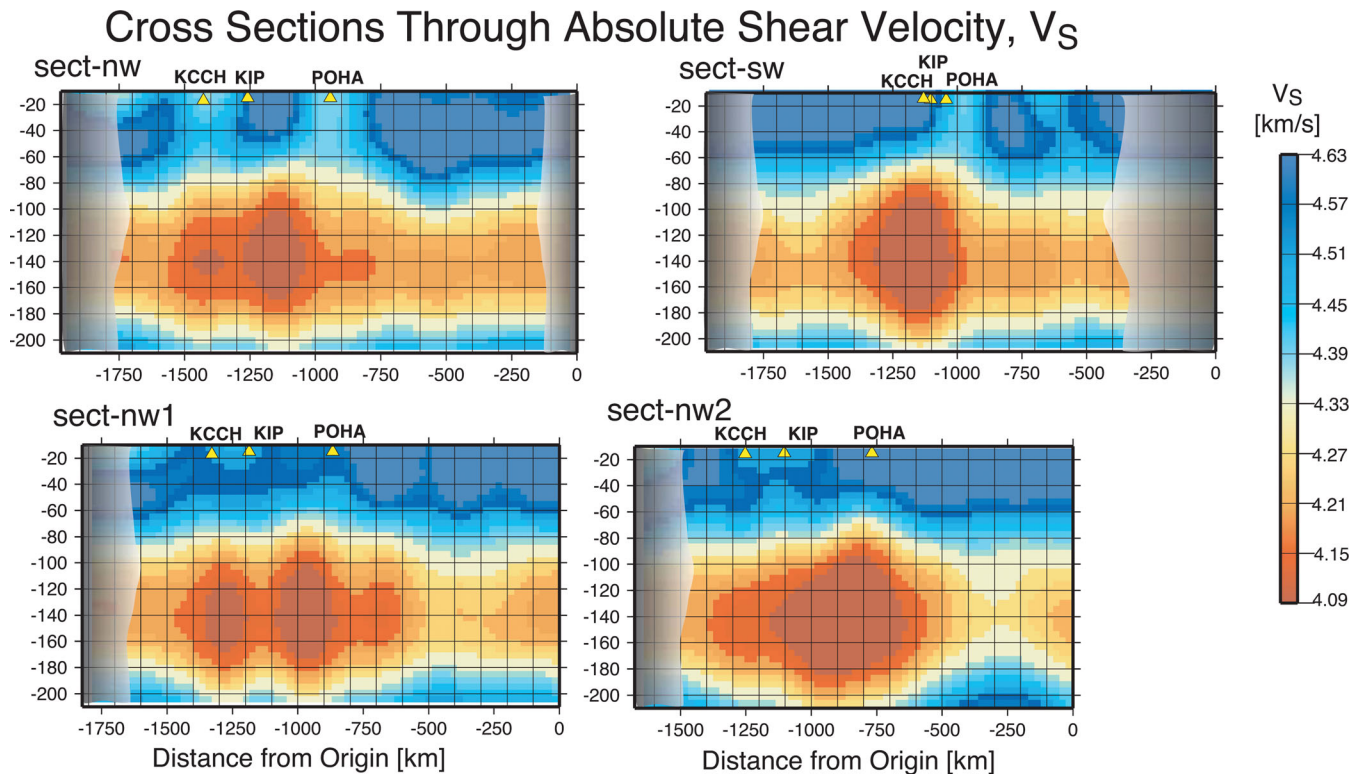 Cross Sections Through Absolute Shear Velocity, VS
sect-nw
KCCH KIP POHA
-20
-40
-60
-80
-100
-120
-140
-160
-180
-200
-1750 -1500 -1250 -1000 -750 -500 -250 0
sect-sw
KIP
KCCH POHA
-20
-40
-60
-80
-100
-120
-140
-160
-180
-200
-1750 -1500 -1250 -1000 -750 -500 -250 0
VS
[km/s]
4.63
4.57
4.51
4.45
4.39
4.33
4.27
4.21
4.15
4.09
sect-nw1
KCCH KIP POHA
-20
-40
-60
-80
-100
-120
-140
-160
-180
-200
-1750 -1500 -1250 -1000 -750 -500 -250 0
Distance from Origin [km]
sect-nw2
KCCH KIP POHA
-20
-40
-60
-80
-100
-120
-140
-160
-180
-200
-1500 -1250 -1000 -750 -500 -250 0
Distance from Origin [km]